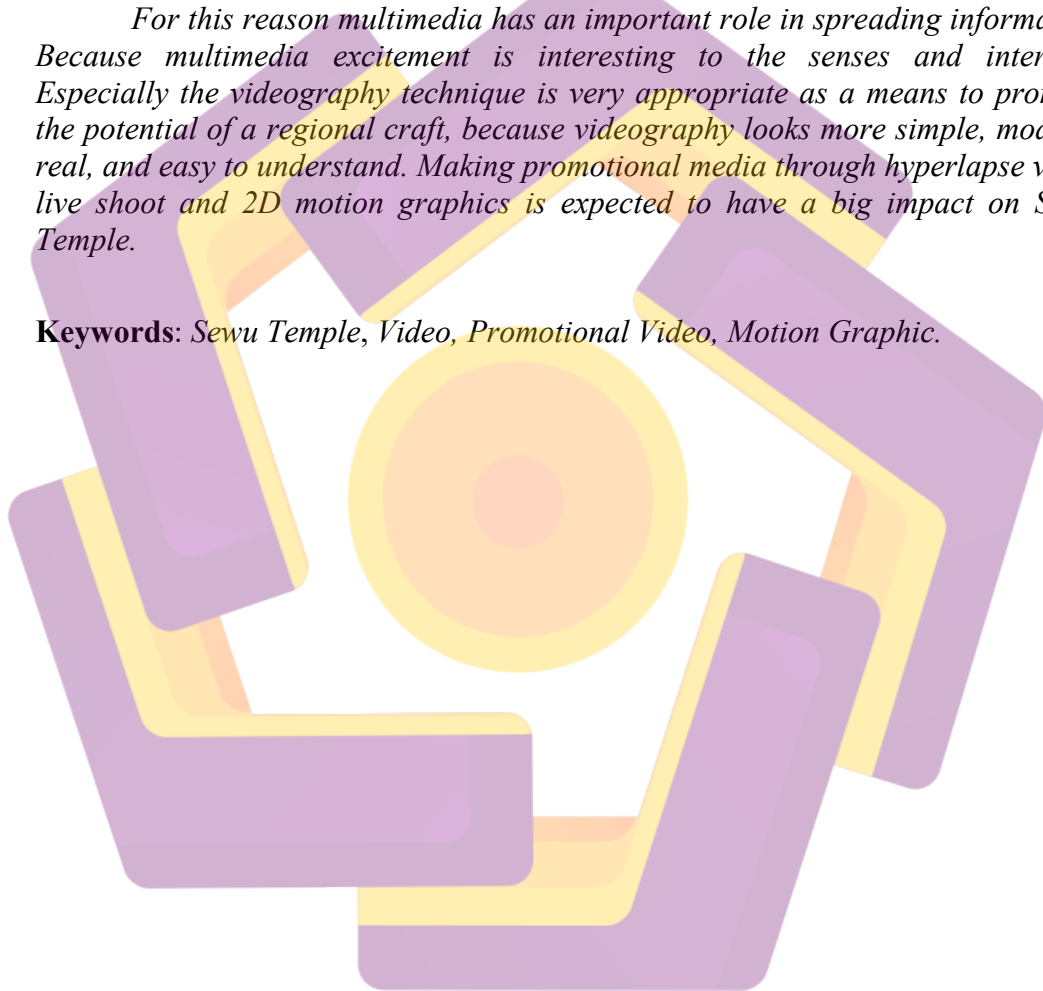 For this reason multimedia has an important role in spreading informa
Because multimedia excitement is interesting to the senses and inter
Especially the videography technique is very appropriate as a means to pro
the potential of a regional craft, because videography looks more simple, mod
real, and easy to understand. Making promotional media through hyperlapse v
live shoot and 2D motion graphics is expected to have a big impact on S
Temple.
Keywords: Sewu Temple, Video, Promotional Video, Motion Graphic.